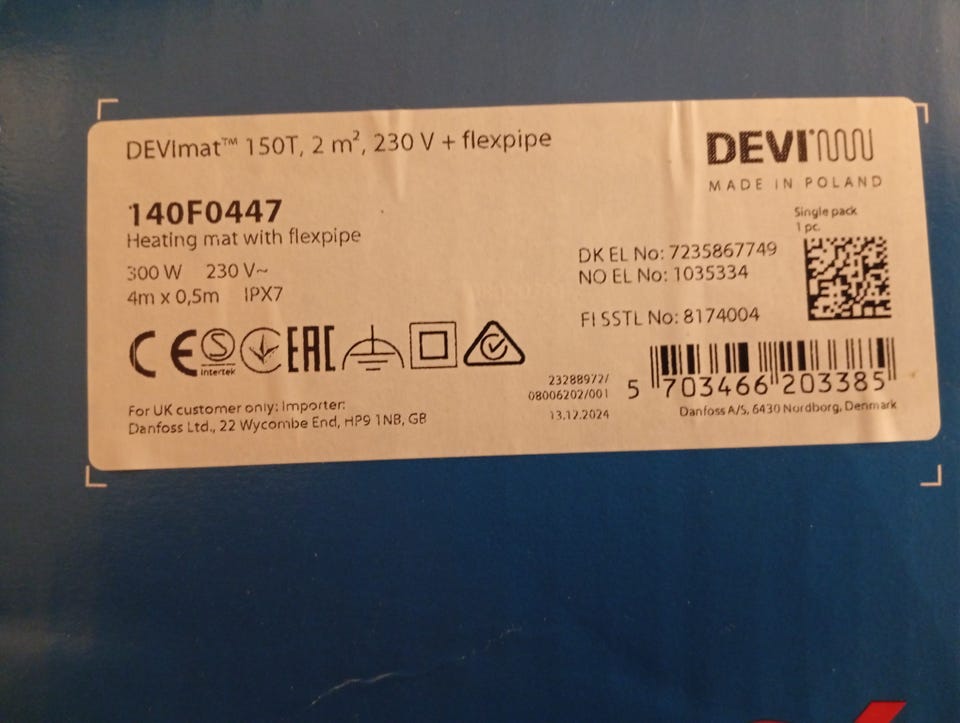 DEVImat™ 150T, 2 m², 230 V + flexpipe
DEVI
MADE IN POLAND
140F0447
Heating mat with flexpipe
300 W 230 V~
4m x 0,5m IPX7
Single pack
1 pc.
DK EL No: 7235867749
NO EL No: 1035334
FI SSTL No: 8174004
CE S Intertek EAC
23288972/
08006202/001
13.12.2024
5 703466 203385
For UK customer only: Importer:
Danfoss Ltd., 22 Wycombe End, HP9 1NB, GB
Danfoss A/S, 6430 Nordborg, Denmark